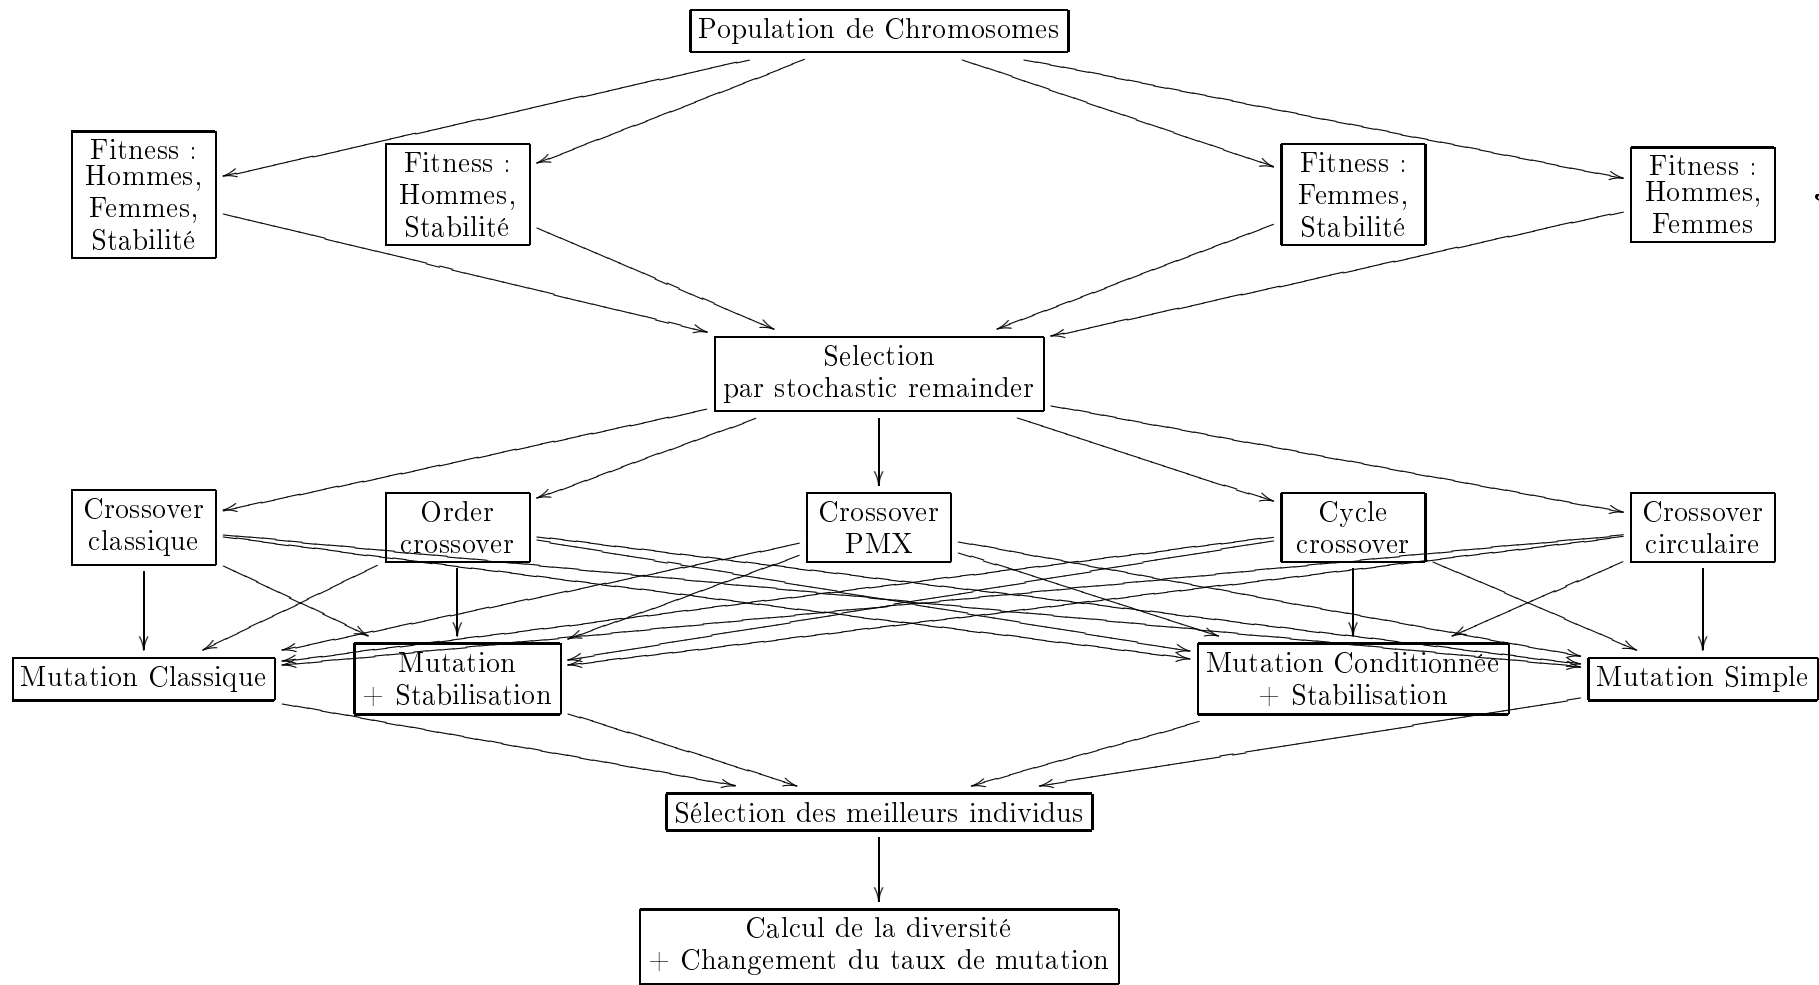 Population de Chromosomes
Fitness :
Hommes,
Femmes,
Stabilité
Fitness :
Hommes,
Stabilité
Fitness :
Femmes,
Stabilité
Fitness :
Hommes,
Femmes
Selection
par stochastic remainder
Crossover
classique
Order
crossover
Crossover
PMX
Cycle
crossover
Crossover
circulaire
Mutation Classique
Mutation
+ Stabilisation
Mutation Conditionnée
+ Stabilisation
Mutation Simple
Sélection des meilleurs individus
Calcul de la diversité
+ Changement du taux de mutation